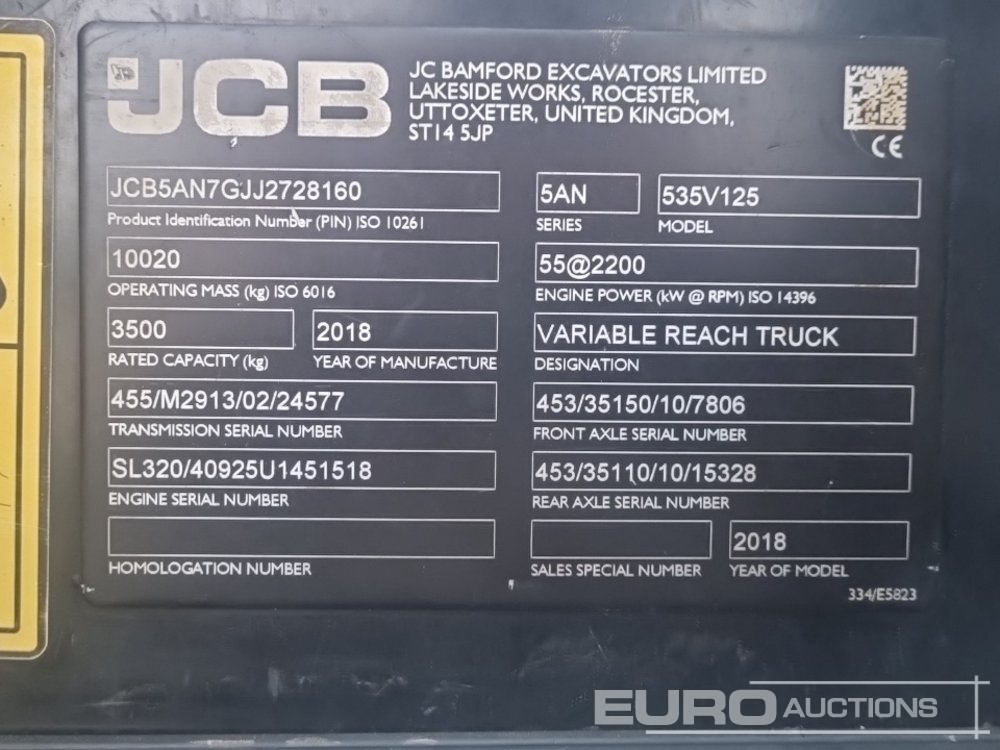 JCB
JC BAMFORD EXCAVATORS LIMITED
LAKESIDE WORKS, ROCESTER,
UTTOXETER, UNITED KINGDOM,
ST14 5JP
CE
JCB5AN7GJJ2728160
Product Identification Number (PIN) ISO 10261
5AN
SERIES
535V125
MODEL
10020
OPERATING MASS (kg) ISO 6016
55@2200
ENGINE POWER (kW @ RPM) ISO 14396
3500
RATED CAPACITY (kg)
2018
YEAR OF MANUFACTURE
VARIABLE REACH TRUCK
DESIGNATION
455/M2913/02/24577
TRANSMISSION SERIAL NUMBER
453/35150/10/7806
FRONT AXLE SERIAL NUMBER
SL320/40925U1451518
ENGINE SERIAL NUMBER
453/35110/10/15328
REAR AXLE SERIAL NUMBER
HOMOLOGATION NUMBER
SALES SPECIAL NUMBER
2018
YEAR OF MODEL
334/E5823
EURO AUCTIONS